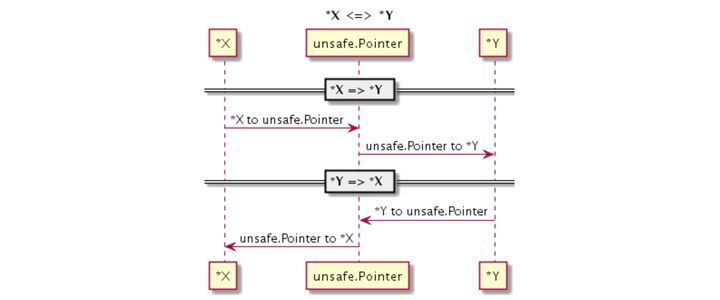 *X <=> *Y
*X unsafe.Pointer *Y
*X => *Y
*X to unsafe.Pointer
unsafe.Pointer to *Y
*Y => *X
*Y to unsafe.Pointer
unsafe.Pointer to *X
*X unsafe.Pointer *Y